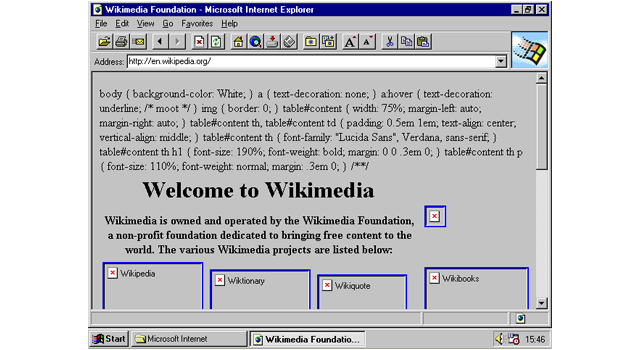 Wikimedia Foundation - Microsoft Internet Explorer
File Edit View Go Favorites Help
Address: http://en.wikipedia.org/
body { background-color: White; } a { text-decoration: none; } a:hover { text-decoration:
underline; /* moot */ } img { border: 0; } table#content { width: 75%; margin-left: auto;
margin-right: auto; } table#content th, table#content td { padding: 0.5em 1em; text-align: center;
vertical-align: middle; } table#content th { font-family: "Lucida Sans", Verdana, sans-serif; }
table#content th h1 { font-size: 190%; font-weight: bold; margin: 0 0 .3em 0; } table#content th p
{ font-size: 110%; font-weight: normal; margin: .3em 0; } /**/
Welcome to Wikimedia
Wikimedia is owned and operated by the Wikimedia Foundation,
a non-profit foundation dedicated to bringing free content to the
world. The various Wikimedia projects are listed below:
Wikipedia Wiktionary Wikiquote Wikibooks
Start Microsoft Internet Wikimedia Foundatio... 15:46